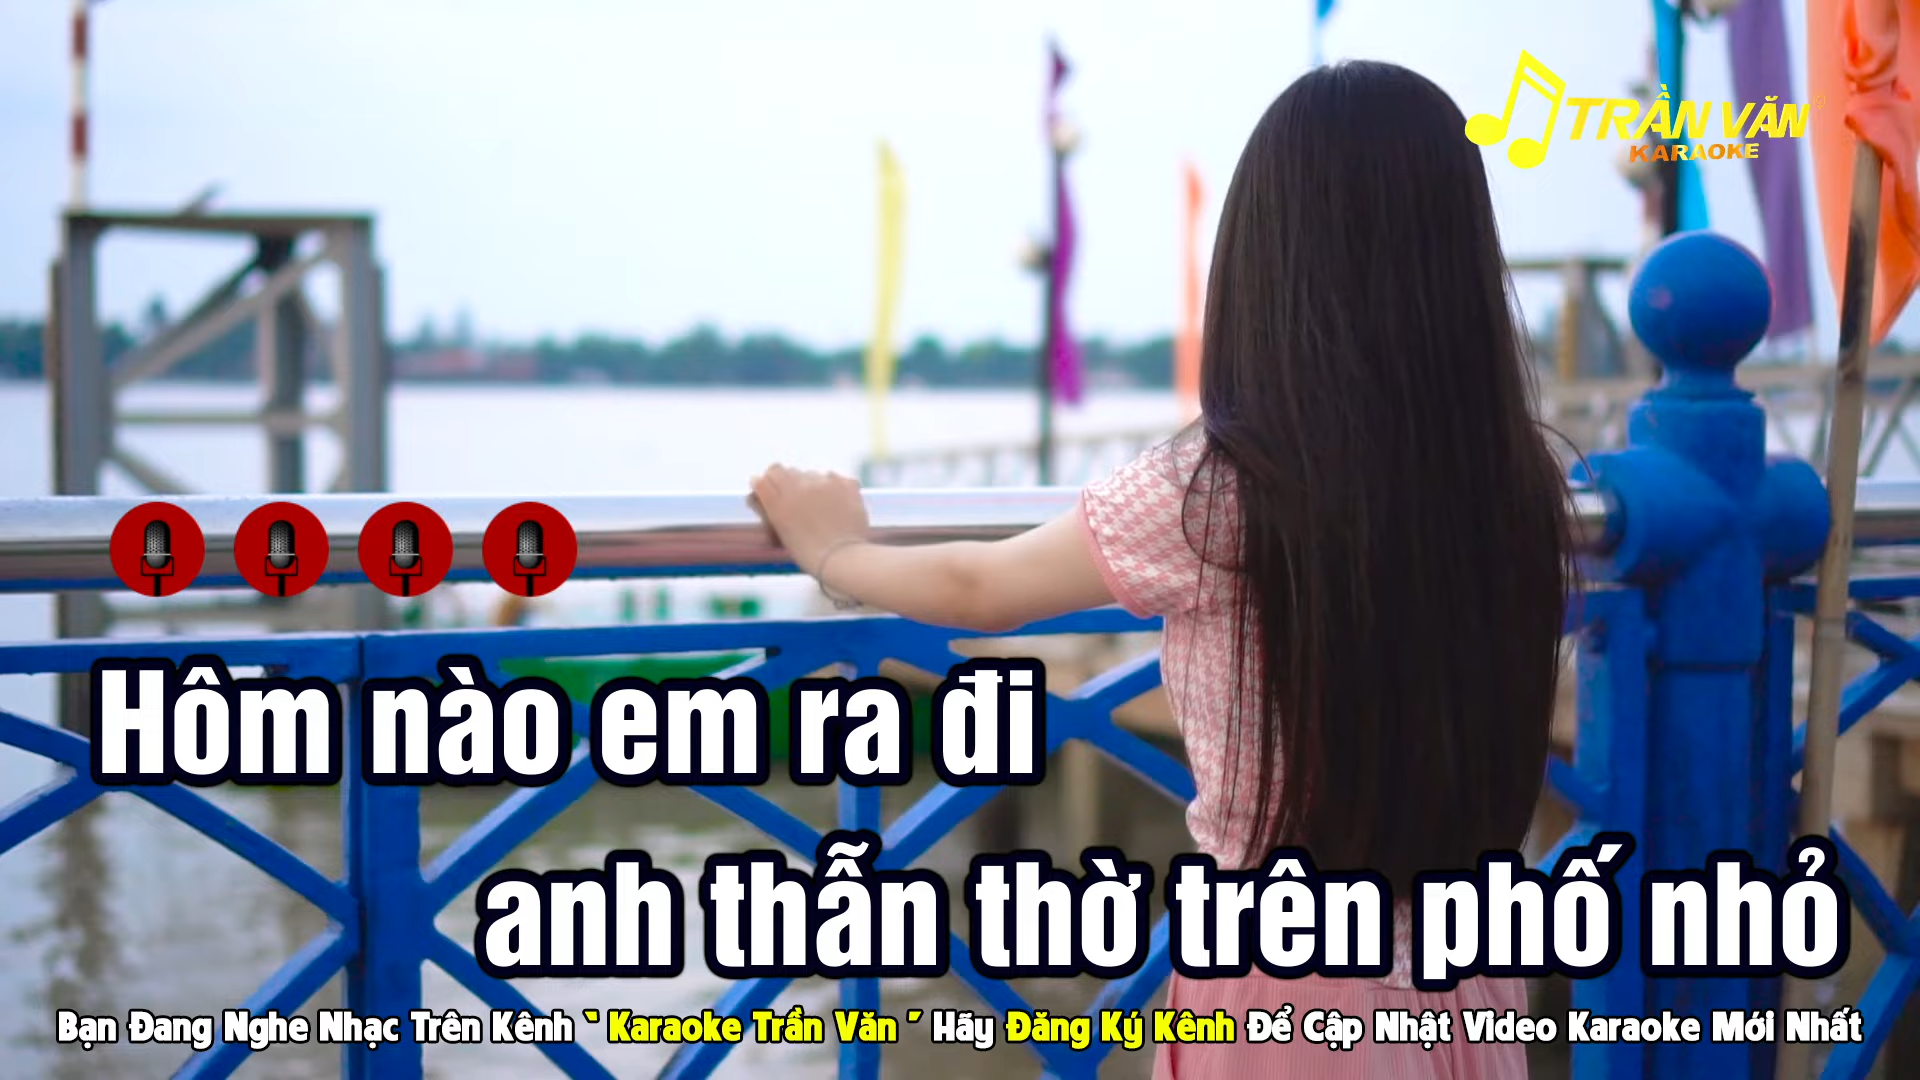 TRẦN VĂN
KARAOKE
Hôm nào em ra đi
anh thẫn thờ trên phố nhỏ
Bạn Đang Nghe Nhạc Trên Kênh ` Karaoke Trần Văn ´ Hãy Đăng Ký Kênh Để Cập Nhật Video Karaoke Mới Nhất